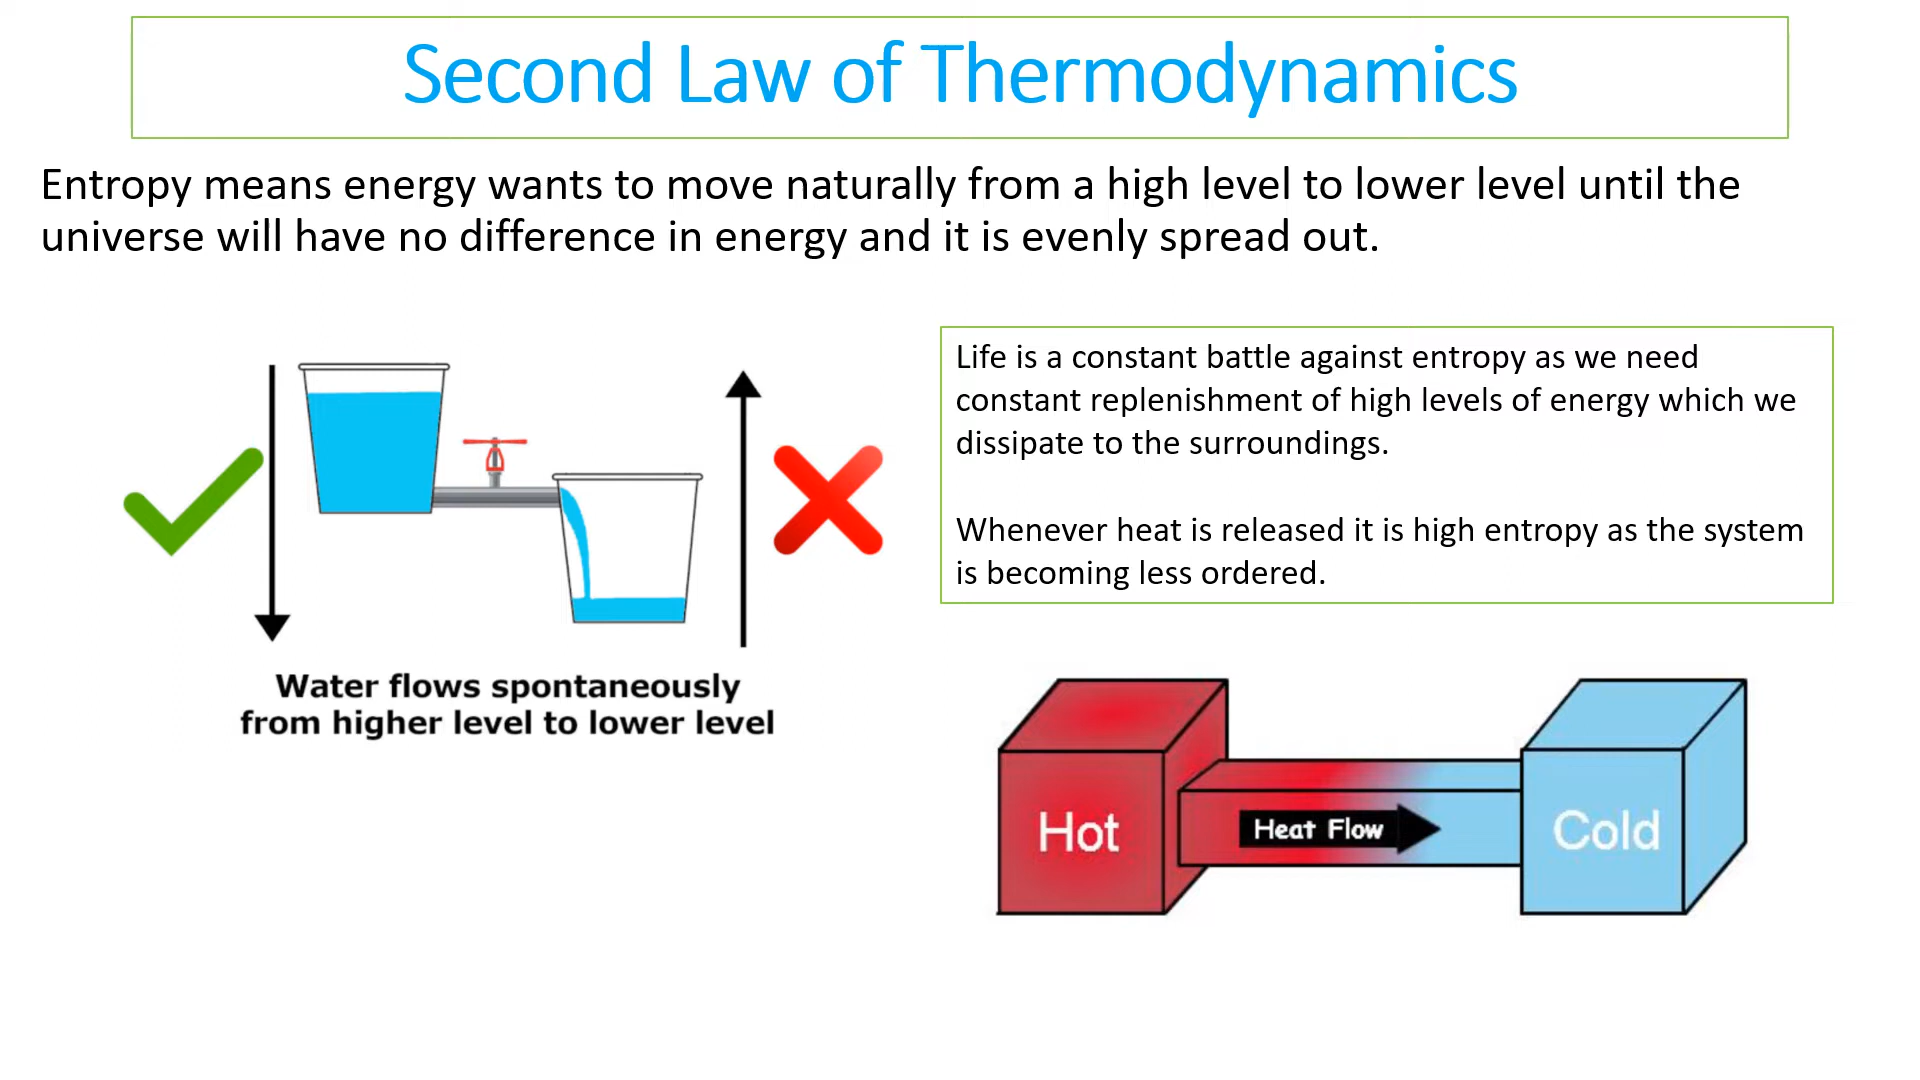 Second Law of Thermodynamics
Entropy means energy wants to move naturally from a high level to lower level until the
universe will have no difference in energy and it is evenly spread out.
Life is a constant battle against entropy as we need
constant replenishment of high levels of energy which we
dissipate to the surroundings.
Whenever heat is released it is high entropy as the system
is becoming less ordered.
Water flows spontaneously
from higher level to lower level
Hot
Heat Flow
Cold